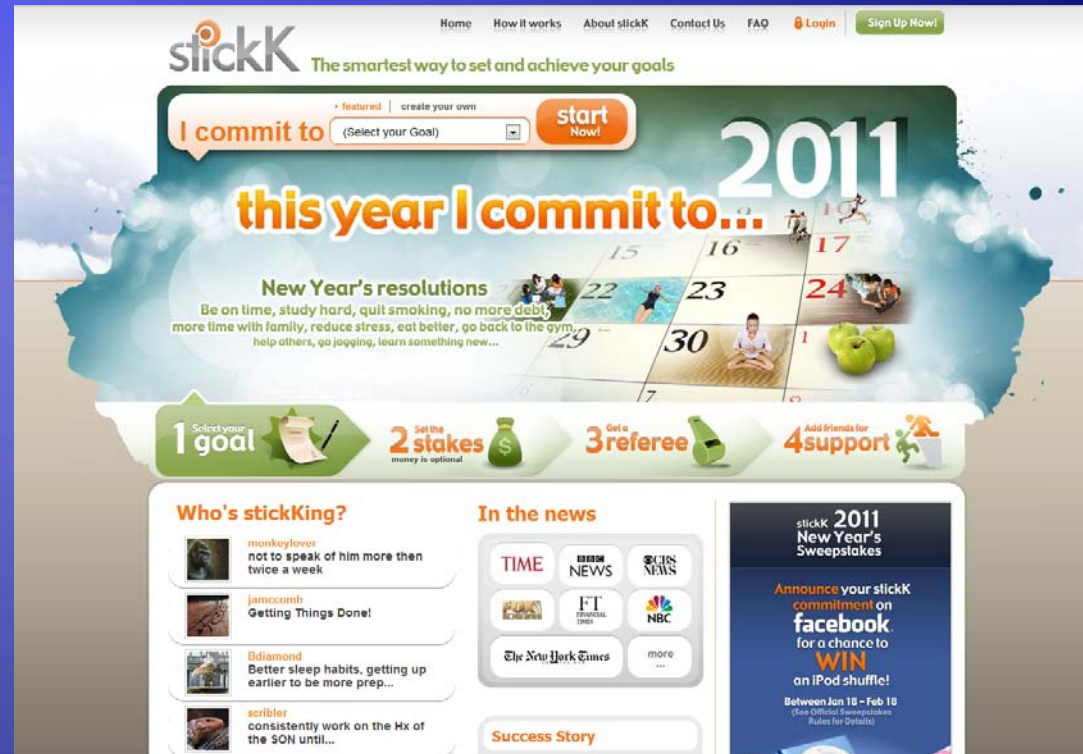 stickK
Home How it works About stickK Contact Us FAQ Login Sign Up Now!
The smartest way to set and achieve your goals
featured | create your own
I commit to (Select your Goal)
start
Now!
2011
this year I commit to...
New Year's resolutions
Be on time, study hard, quit smoking, no more debt,
more time with family, reduce stress, eat better, go back to the gym,
help others, go jogging, learn something new...
9 10
15 16 17
22 23 24
29 30 1
7
1 Select your goal
2 Set the stakes
money is optional
3 Get a referee
4 Add friends for support
Who's stickKing?
monkeylover
not to speak of him more then
twice a week
jamccomb
Getting Things Done!
Bdiamond
Better sleep habits, getting up
earlier to be more prep...
scribler
consistently work on the Hx of
the SON until...
In the news
TIME
BBC
NEWS
CBS
NEWS
FOX
FT
FINANCIAL
TIMES
NBC
The New York Times
more
...
Success Story
stickK 2011
New Year's
Sweepstakes
Announce your stickK
commitment on
facebook.
for a chance to
WIN
an iPod shuffle!
Between Jan 18 – Feb 18
(See Official Sweepstakes
Rules for Details)